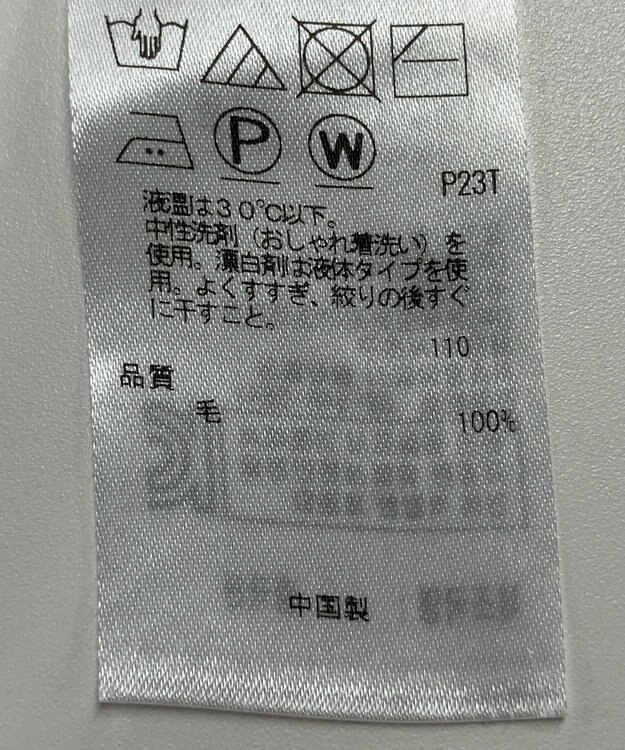 P
W
P23T
液温は30℃以下。
中性洗剤（おしゃれ着洗い）を
使用。漂白剤は液体タイプを使
用。よくすすぎ、絞りの後すぐ
に干すこと。
110
品質
毛 100%
中国製